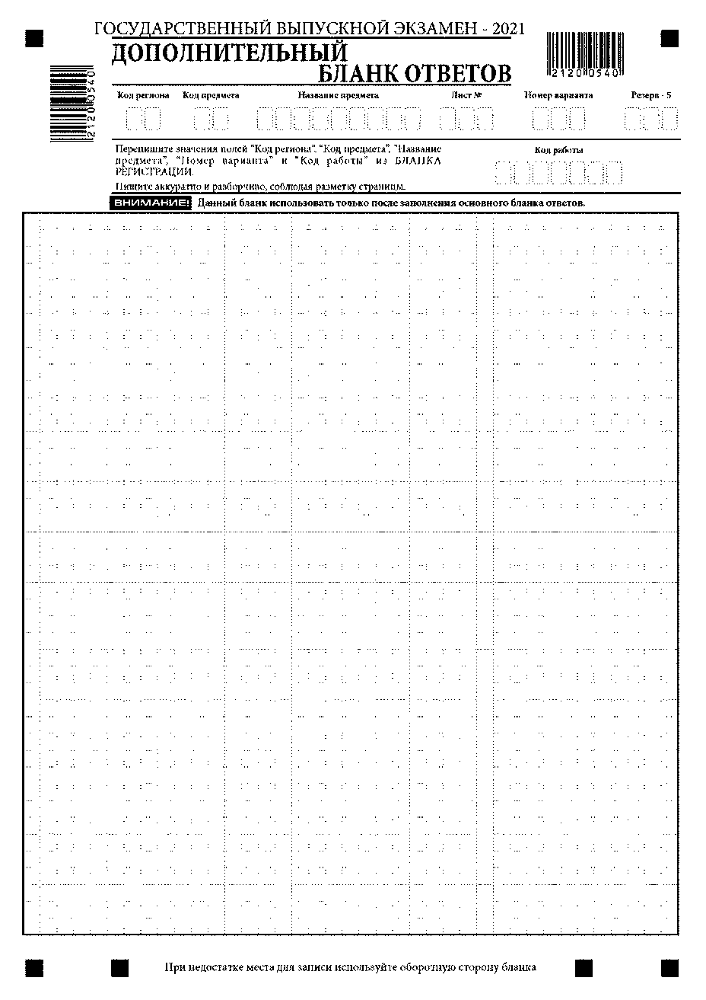 ГОСУДАРСТВЕННЫЙ ВЫПУСКНОЙ ЭКЗАМЕН - 2021
ДОПОЛНИТЕЛЬНЫЙ
БЛАНК ОТВЕТОВ
21200540
21200540
Код региона Код предмета Название предмета Лист № Номер варианта Резерв - 5
Перепишите значения полей "Код региона", "Код предмета", "Название
предмета", "Номер варианта" и "Код работы" из БЛАНКА
РЕГИСТРАЦИИ.
Пишите аккуратно и разборчиво, соблюдая разметку страницы.
Код работы
ВНИМАНИЕ! Данный бланк использовать только после заполнения основного бланка ответов.
При недостатке места для записи используйте оборотную сторону бланка